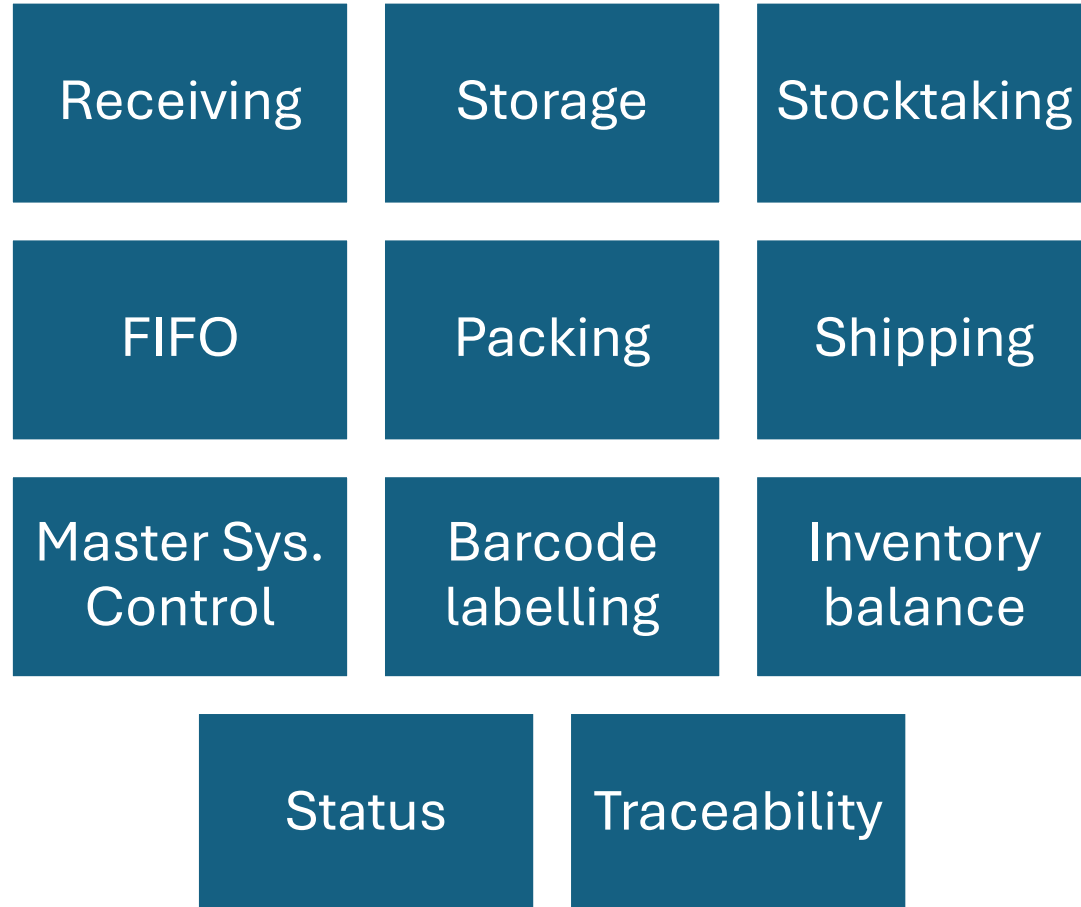 Receiving
Storage
Stocktaking
FIFO
Packing
Shipping
Master Sys.
Control
Barcode
labelling
Inventory
balance
Status
Traceability